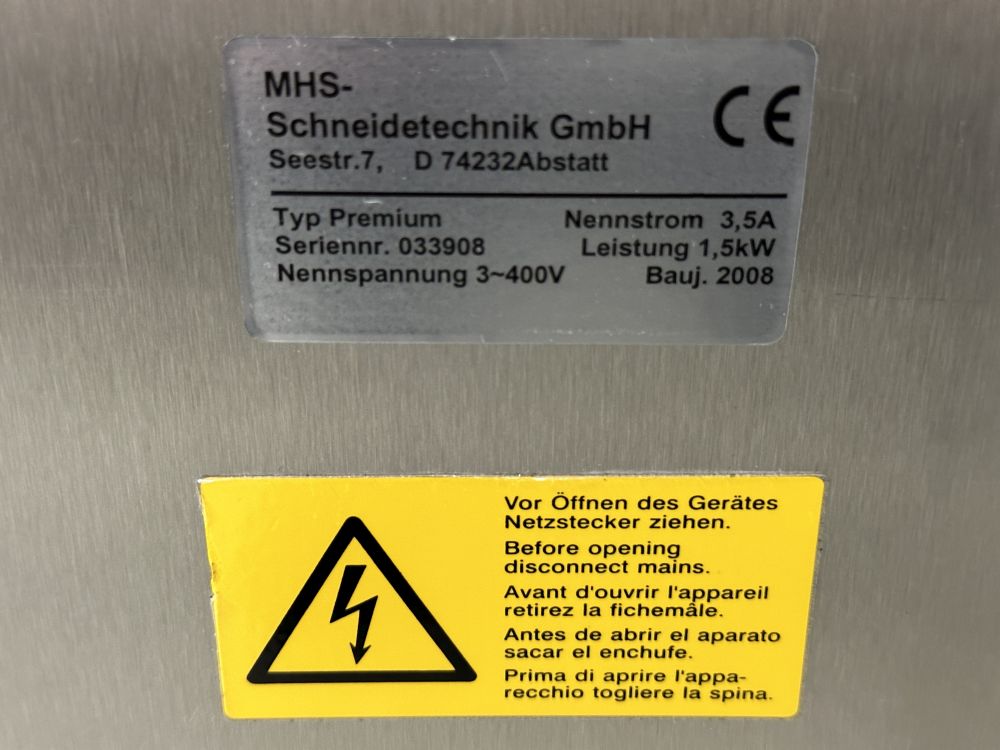 MHS-
Schneidetechnik GmbH
CE
Seestr.7, D 74232Abstatt
Typ Premium Nennstrom 3,5A
Seriennr. 033908 Leistung 1,5kW
Nennspannung 3~400V Bauj. 2008
Vor Öffnen des Gerätes
Netzstecker ziehen.
Before opening
disconnect mains.
Avant d'ouvrir l'appareil
retirez la fichemâle.
Antes de abrir el aparato
sacar el enchufe.
Prima di aprire l'appa-
recchio togliere la spina.